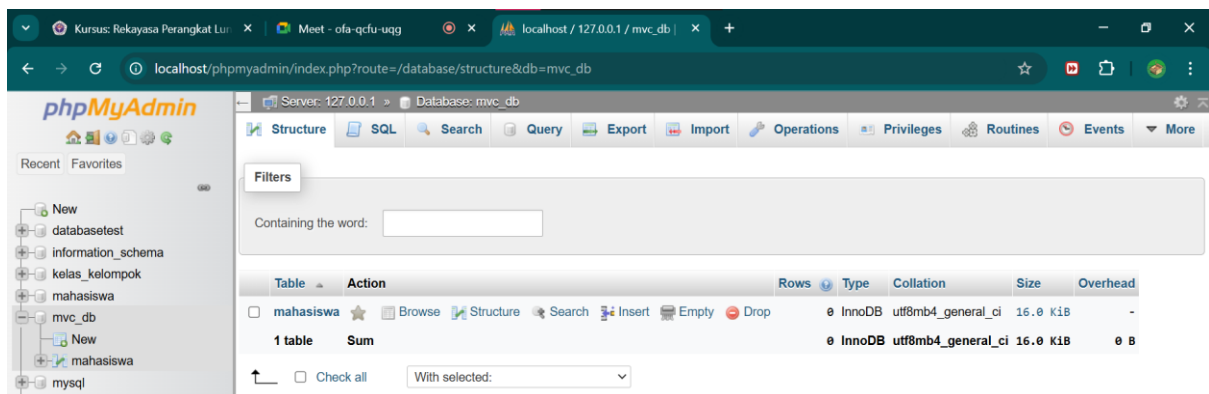 Kursus: Rekayasa Perangkat Lun
Meet - ofa-qcfu-uqg
localhost / 127.0.0.1 / mvc_db |
localhost/phpmyadmin/index.php?route=/database/structure&db=mvc_db
phpMyAdmin
Recent Favorites
New
databasetest
information_schema
kelas_kelompok
mahasiswa
mvc_db
New
mahasiswa
mysql
Server: 127.0.0.1 » Database: mvc_db
Structure SQL Search Query Export Import Operations Privileges Routines Events More
Filters
Containing the word:
Table Action Rows Type Collation Size Overhead
mahasiswa Browse Structure Search Insert Empty Drop 0 InnoDB utf8mb4_general_ci 16.0 KiB -
1 table Sum 0 InnoDB utf8mb4_general_ci 16.0 KiB 0 B
Check all With selected: